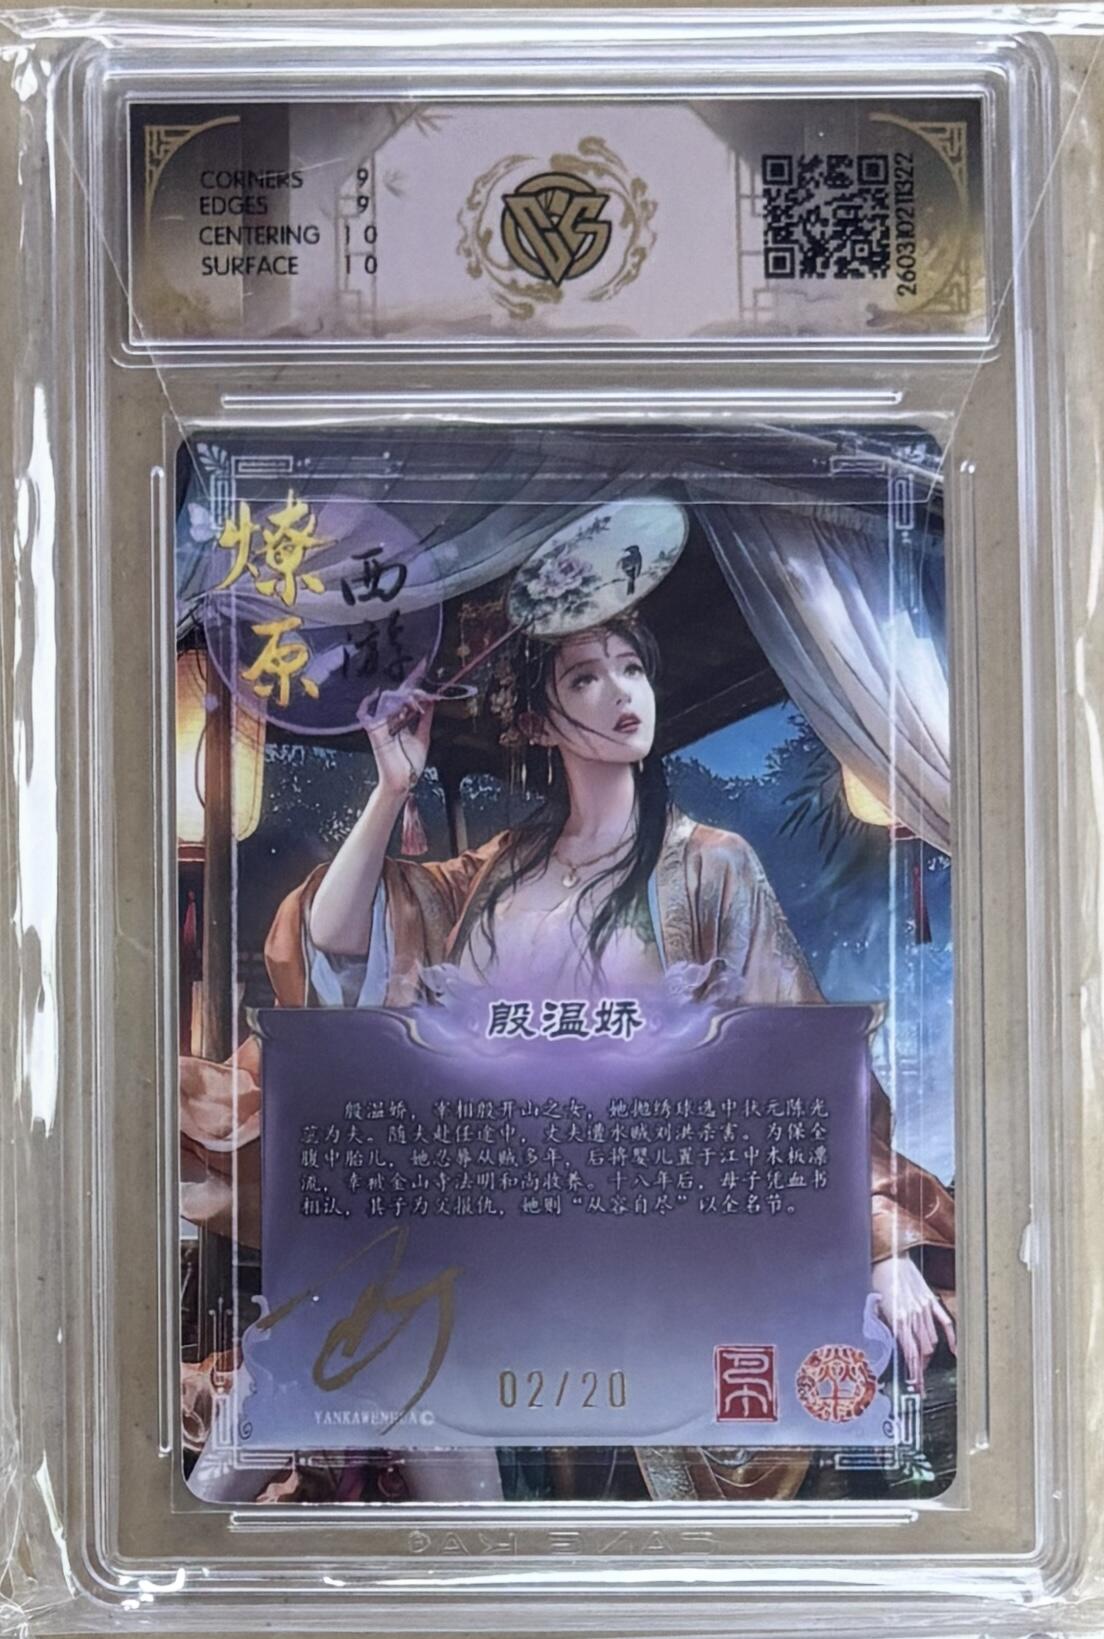 CORNERS 9
EDGES 9
CENTERING 10
SURFACE 10
CCS
2603102111322
燎原
西游
殷温娇
殷温娇，宰相殷开山之女，她抛绣球选中状元陈光
蕊为夫。随夫赴任途中，丈夫遭水贼刘洪杀害。为保全
腹中胎儿，她忍辱从贼多年，后将婴儿置于江中木板漂
流，幸被金山寺法明和尚收养。十八年后，母子凭血书
相认，其子为父报仇，她则“从容自尽”以全名节。
02/20
YANKAWENHUA©